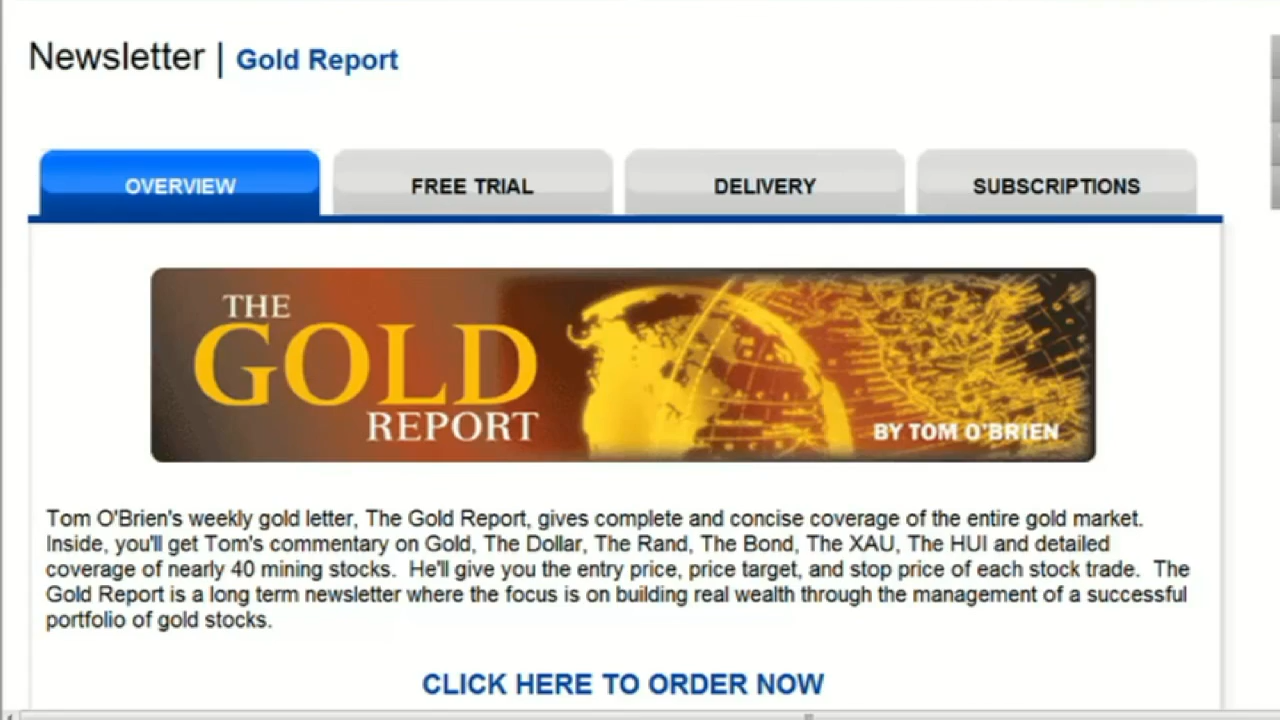 Newsletter | Gold Report
OVERVIEW
FREE TRIAL
DELIVERY
SUBSCRIPTIONS
THE
GOLD
REPORT
BY TOM O'BRIEN
Tom O'Brien's weekly gold letter, The Gold Report, gives complete and concise coverage of the entire gold market.
Inside, you'll get Tom's commentary on Gold, The Dollar, The Rand, The Bond, The XAU, The HUI and detailed
coverage of nearly 40 mining stocks.  He'll give you the entry price, price target, and stop price of each stock trade.  The
Gold Report is a long term newsletter where the focus is on building real wealth through the management of a successful
portfolio of gold stocks.
CLICK HERE TO ORDER NOW